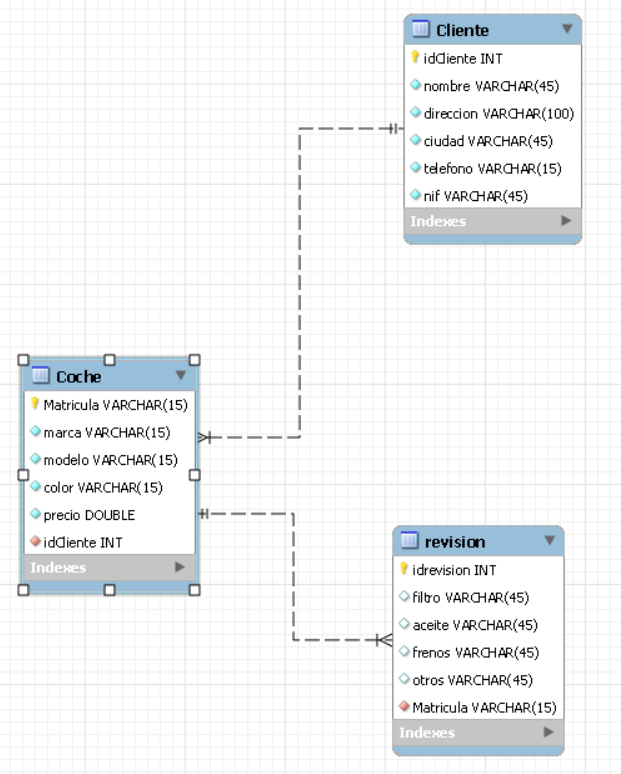 Cliente
idCliente INT
nombre VARCHAR(45)
direccion VARCHAR(100)
ciudad VARCHAR(45)
telefono VARCHAR(15)
nif VARCHAR(45)
Indexes
Coche
Matricula VARCHAR(15)
marca VARCHAR(15)
modelo VARCHAR(15)
color VARCHAR(15)
precio DOUBLE
idCliente INT
Indexes
revision
idrevision INT
filtro VARCHAR(45)
aceite VARCHAR(45)
frenos VARCHAR(45)
otros VARCHAR(45)
Matricula VARCHAR(15)
Indexes